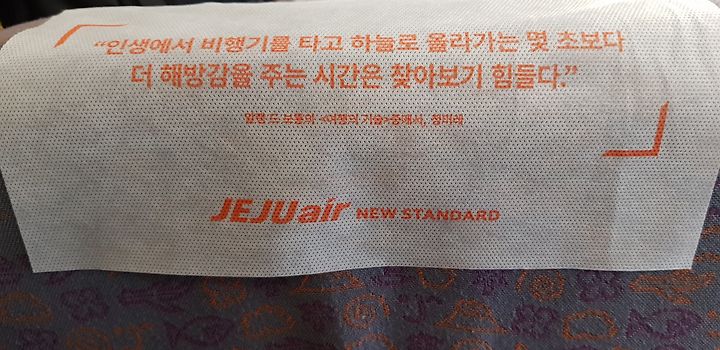 “인생에서 비행기를 타고 하늘로 올라가는 몇 초보다
더 해방감을 주는 시간은 찾아보기 힘들다.”
알랭 드 보통의 <여행의 기술>중에서, 청미래
JEJUair NEW STANDARD